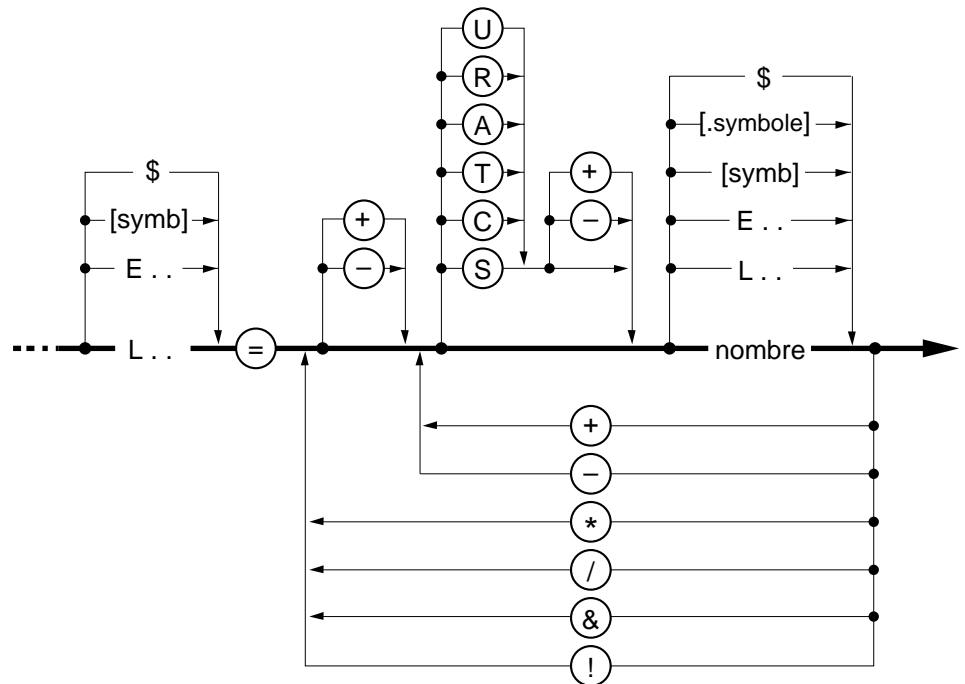 U
R
$
A
[.symbole]
$
T
+
[symb]
[symb]
+
C
–
E . .
E . .
–
S
L . .
L . .
=
nombre
+
–
*
/
&
!